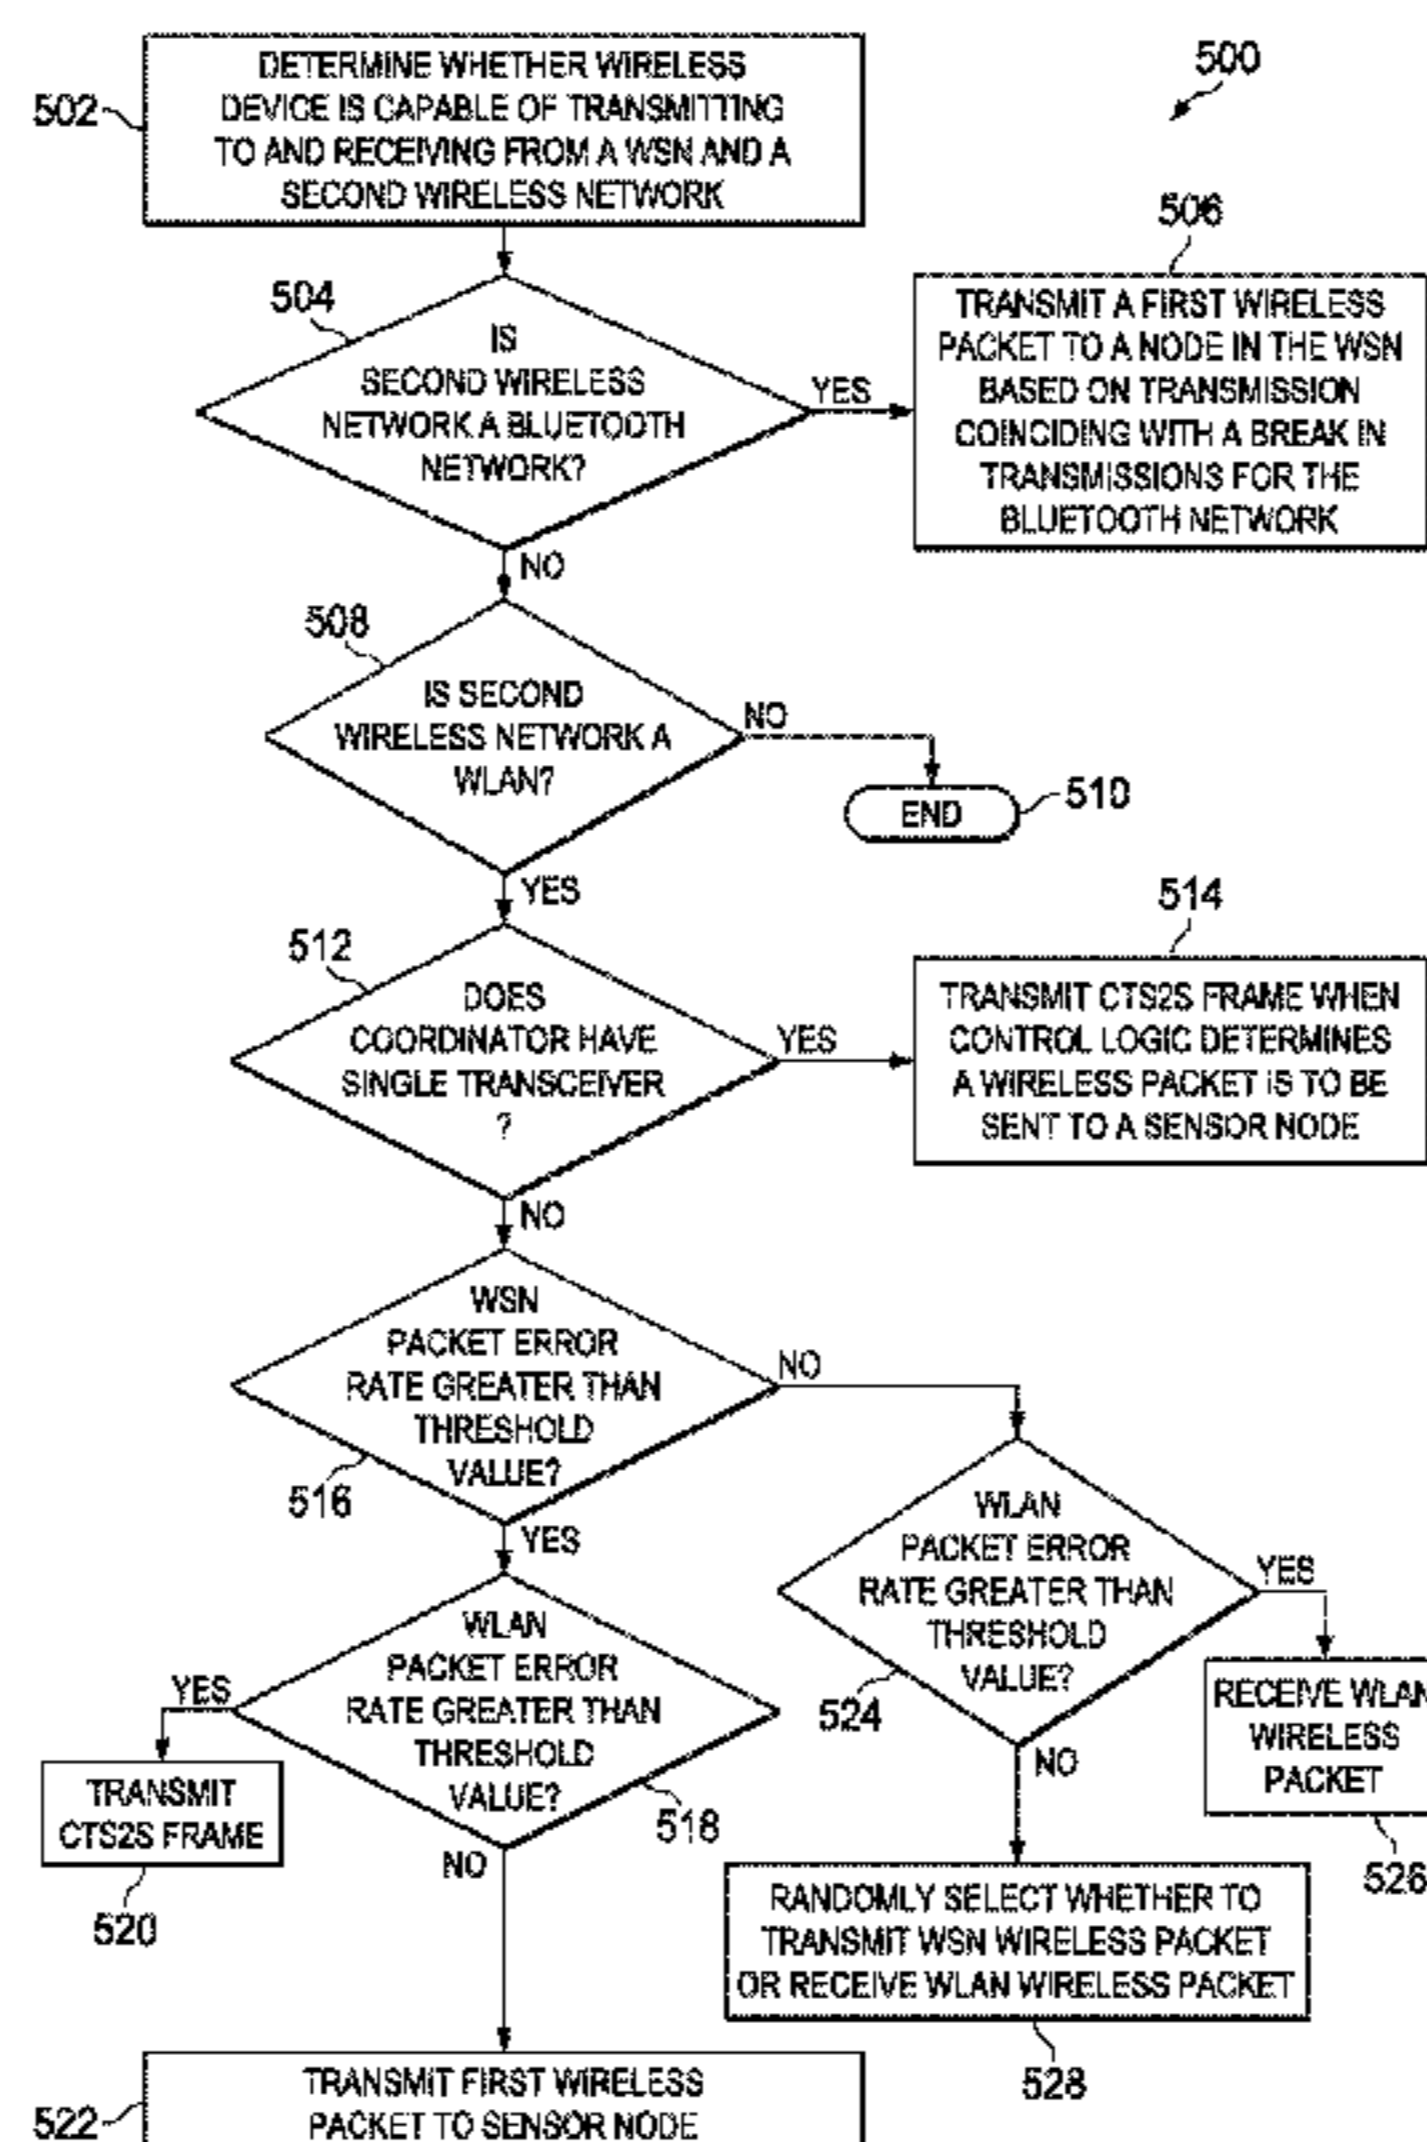 500
502
DETERMINE WHETHER WIRELESS
DEVICE IS CAPABLE OF TRANSMITTING
TO AND RECEIVING FROM A WSN AND A
SECOND WIRELESS NETWORK
504
IS
SECOND WIRELESS
NETWORK A BLUETOOTH
NETWORK?
YES
506
TRANSMIT A FIRST WIRELESS
PACKET TO A NODE IN THE WSN
BASED ON TRANSMISSION
COINCIDING WITH A BREAK IN
TRANSMISSIONS FOR THE
BLUETOOTH NETWORK
NO
508
IS SECOND
WIRELESS NETWORK A
WLAN?
NO
END
510
YES
512
DOES
COORDINATOR HAVE
SINGLE TRANSCEIVER
?
YES
514
TRANSMIT CTS2S FRAME WHEN
CONTROL LOGIC DETERMINES
A WIRELESS PACKET IS TO BE
SENT TO A SENSOR NODE
NO
WSN
PACKET ERROR
RATE GREATER THAN
THRESHOLD
VALUE?
516
NO
YES
WLAN
PACKET ERROR
RATE GREATER THAN
THRESHOLD
VALUE?
518
YES
TRANSMIT
CTS2S FRAME
520
NO
WLAN
PACKET ERROR
RATE GREATER THAN
THRESHOLD
VALUE?
524
YES
RECEIVE WLAN
WIRELESS
PACKET
526
NO
RANDOMLY SELECT WHETHER TO
TRANSMIT WSN WIRELESS PACKET
OR RECEIVE WLAN WIRELESS PACKET
528
522
TRANSMIT FIRST WIRELESS
PACKET TO SENSOR NODE